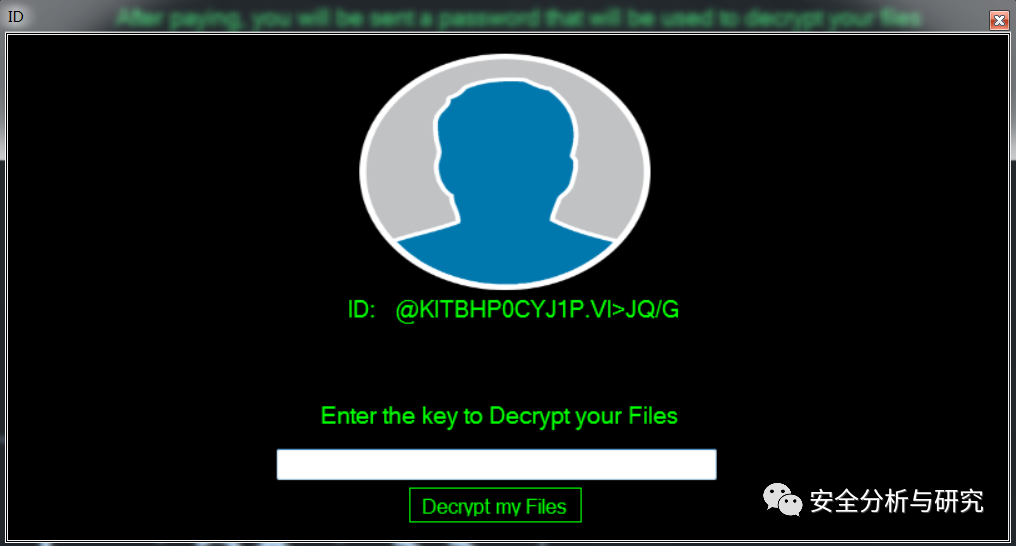 ID
After paying, you will be sent a password that will be used to decrypt your files
ID: @KITBHP0CYJ1P.VI>JQ/G
Enter the key to Decrypt your Files
Decrypt my Files
安全分析与研究